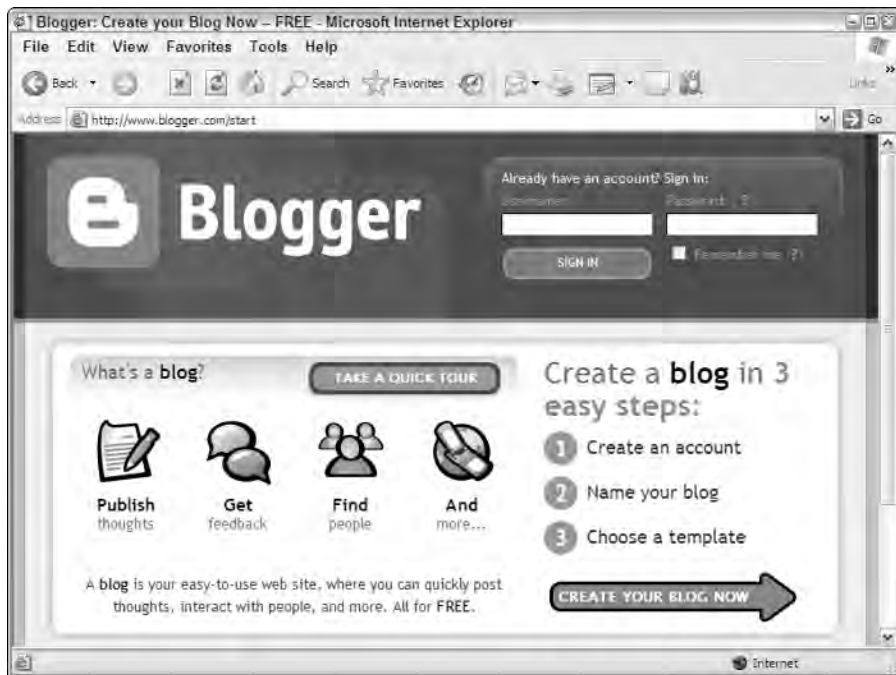 Blogger: Create your Blog Now – FREE - Microsoft Internet Explorer
File Edit View Favorites Tools Help
Back Search Favorites Links »
Address http://www.blogger.com/start Go
Blogger
Already have an account? Sign In:
Username: Password: (?)
SIGN IN Remember me (?)
What's a blog?
TAKE A QUICK TOUR
Publish
thoughts
Get
feedback
Find
people
And
more...
A blog is your easy-to-use web site, where you can quickly post
thoughts, interact with people, and more. All for FREE.
Create a blog in 3
easy steps:
1 Create an account
2 Name your blog
3 Choose a template
CREATE YOUR BLOG NOW
Internet